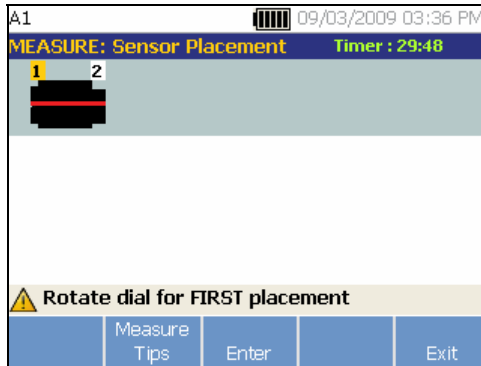 A1 09/03/2009 03:36 PM
MEASURE: Sensor Placement Timer : 29:48
1 2
Rotate dial for FIRST placement
Measure
Tips Enter Exit